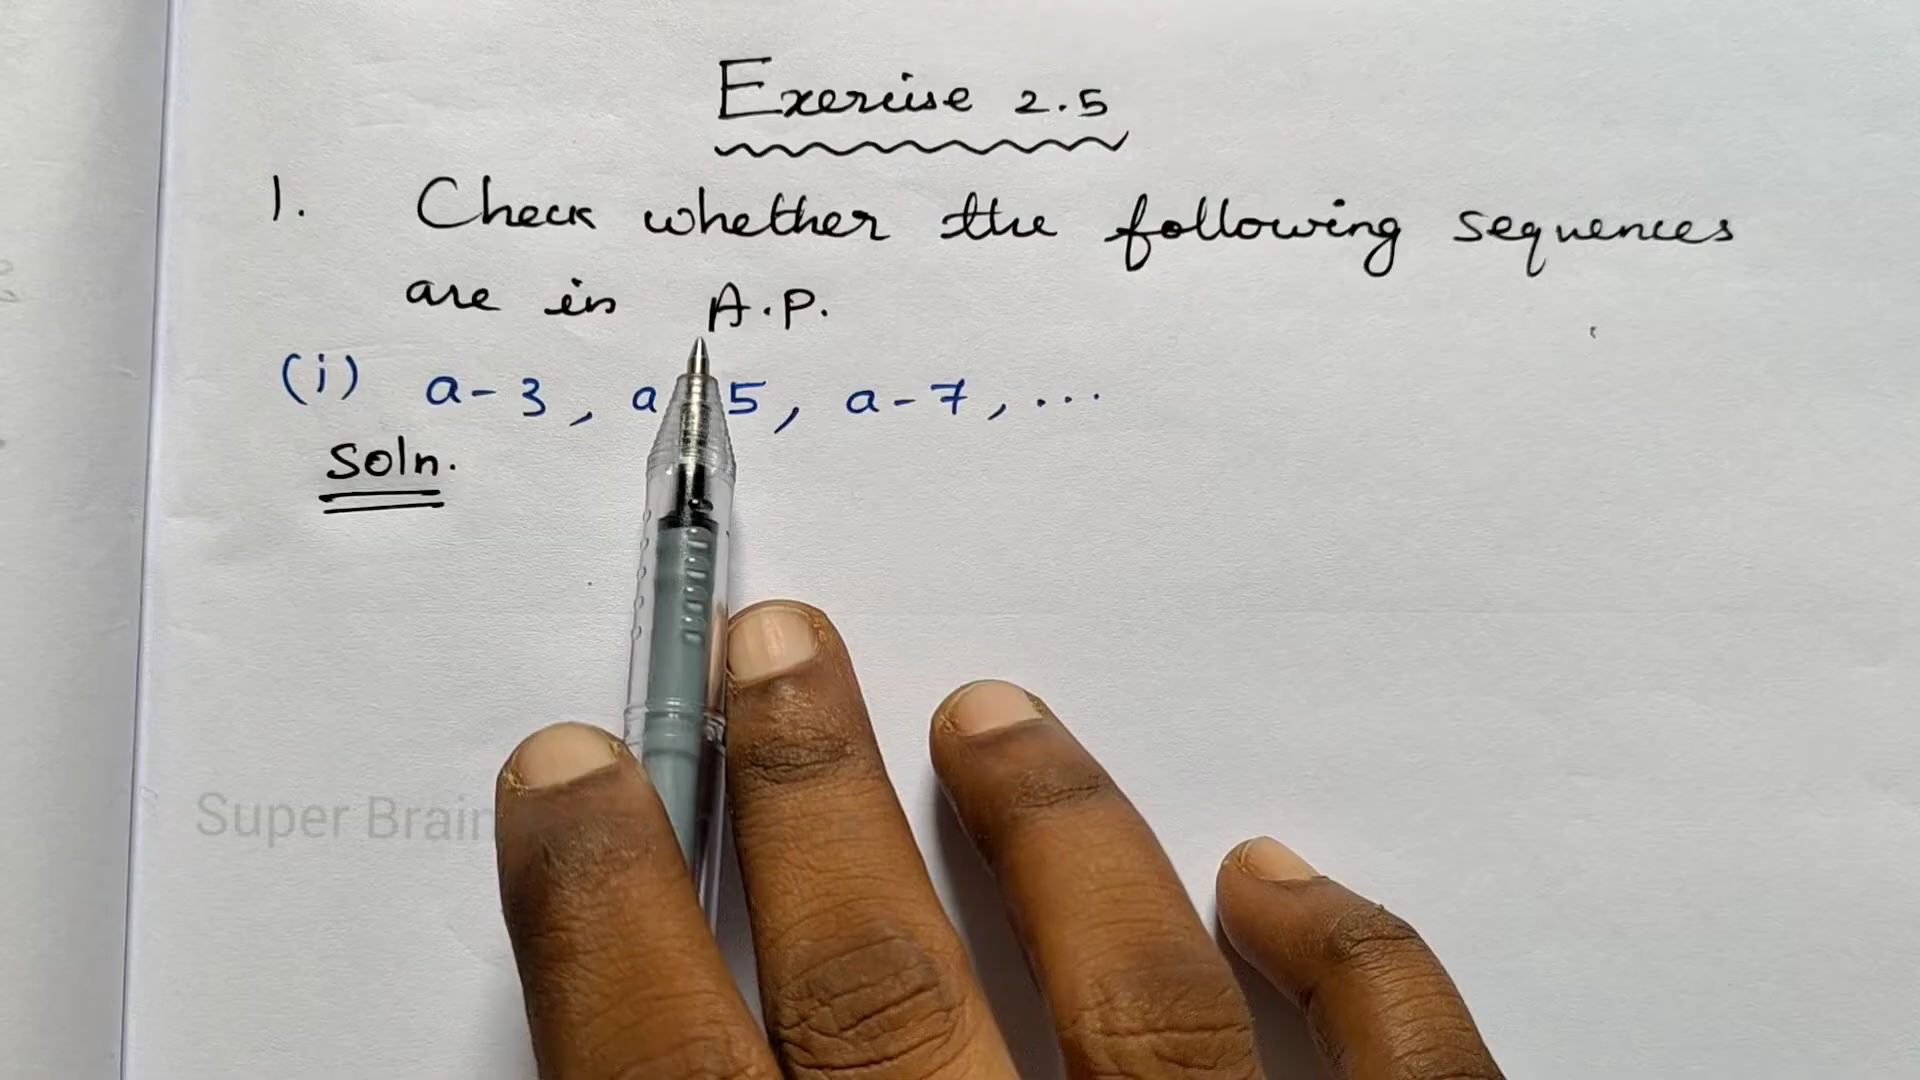 Exercise 2.5
1. Check whether the following sequences
are in A.P.
(i) a-3, a 5, a-7, ...
Soln.
Super Brain